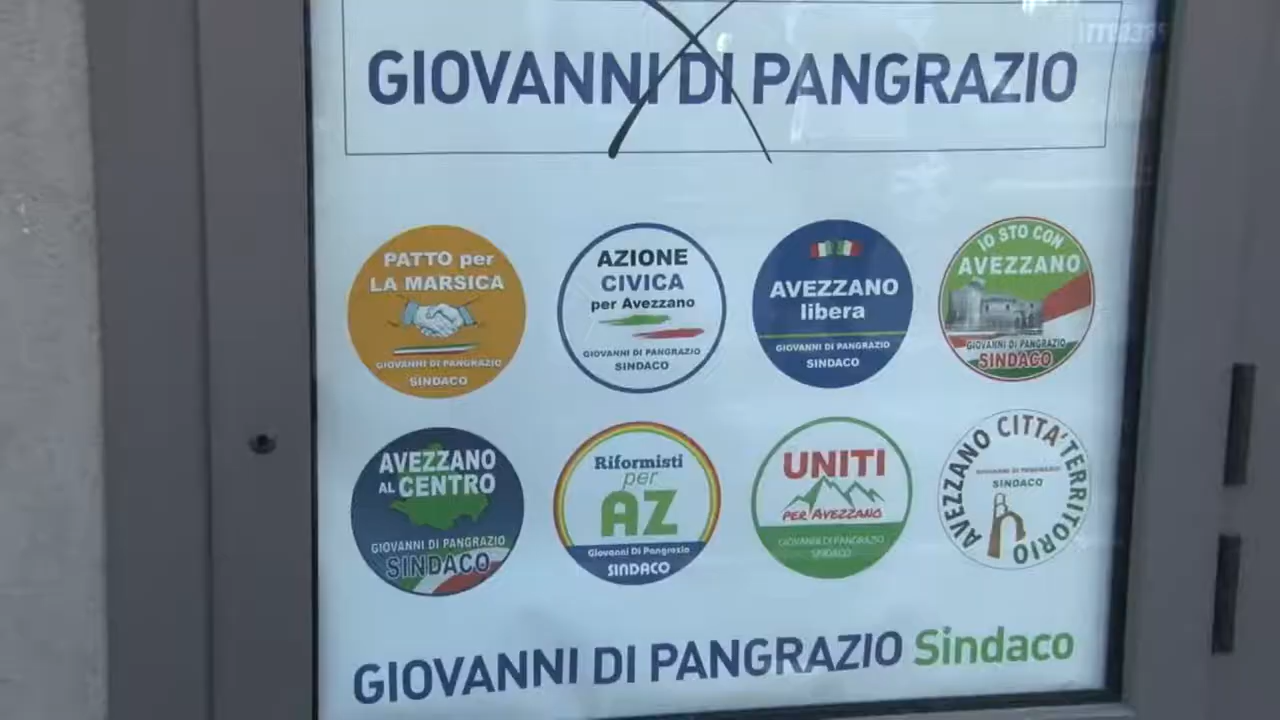 GIOVANNI DI PANGRAZIO
PATTO per
LA MARSICA
GIOVANNI DI PANGRAZIO
SINDACO
AZIONE
CIVICA
per Avezzano
GIOVANNI DI PANGRAZIO
SINDACO
AVEZZANO
libera
GIOVANNI DI PANGRAZIO
SINDACO
IO STO CON
AVEZZANO
GIOVANNI DI PANGRAZIO
SINDACO
AVEZZANO
AL CENTRO
GIOVANNI DI PANGRAZIO
SINDACO
Riformisti
per
AZ
Giovanni Di Pangrazio
SINDACO
UNITI
PER AVEZZANO
GIOVANNI DI PANGRAZIO
SINDACO
AVEZZANO CITTA' TERRITORIO
GIOVANNI DI PANGRAZIO
SINDACO
GIOVANNI DI PANGRAZIO Sindaco